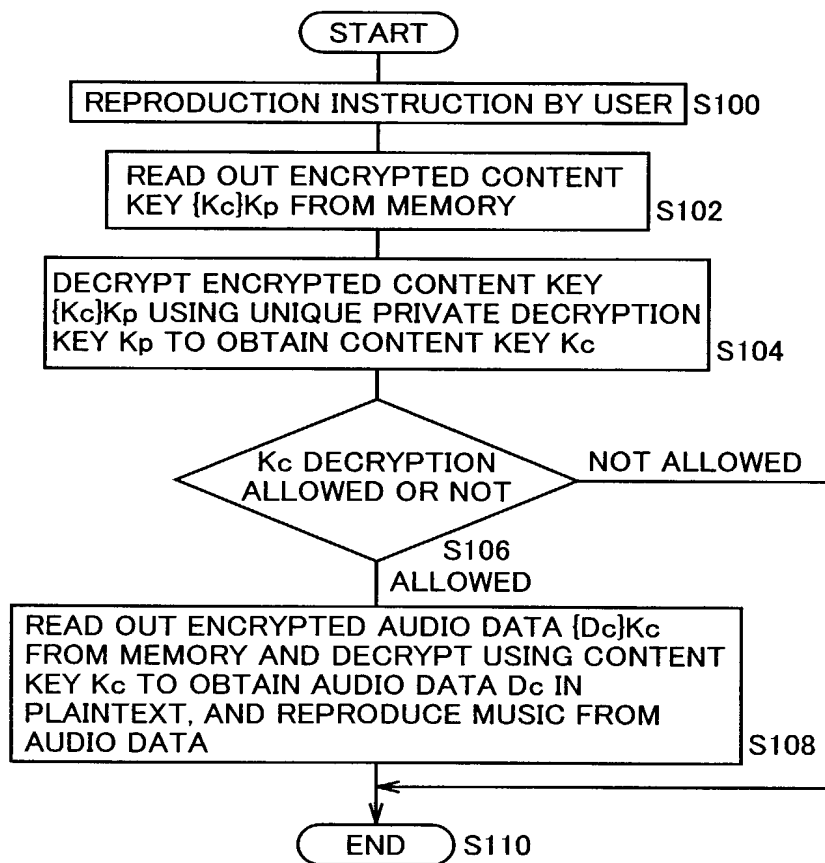 START
REPRODUCTION INSTRUCTION BY USER
S100
READ OUT ENCRYPTED CONTENT
KEY {Kc}Kp FROM MEMORY
S102
DECRYPT ENCRYPTED CONTENT KEY
{Kc}Kp USING UNIQUE PRIVATE DECRYPTION
KEY Kp TO OBTAIN CONTENT KEY Kc
S104
Kc DECRYPTION
ALLOWED OR NOT
NOT ALLOWED
S106
ALLOWED
READ OUT ENCRYPTED AUDIO DATA {Dc}Kc
FROM MEMORY AND DECRYPT USING CONTENT
KEY Kc TO OBTAIN AUDIO DATA Dc IN
PLAINTEXT, AND REPRODUCE MUSIC FROM
AUDIO DATA
S108
END
S110